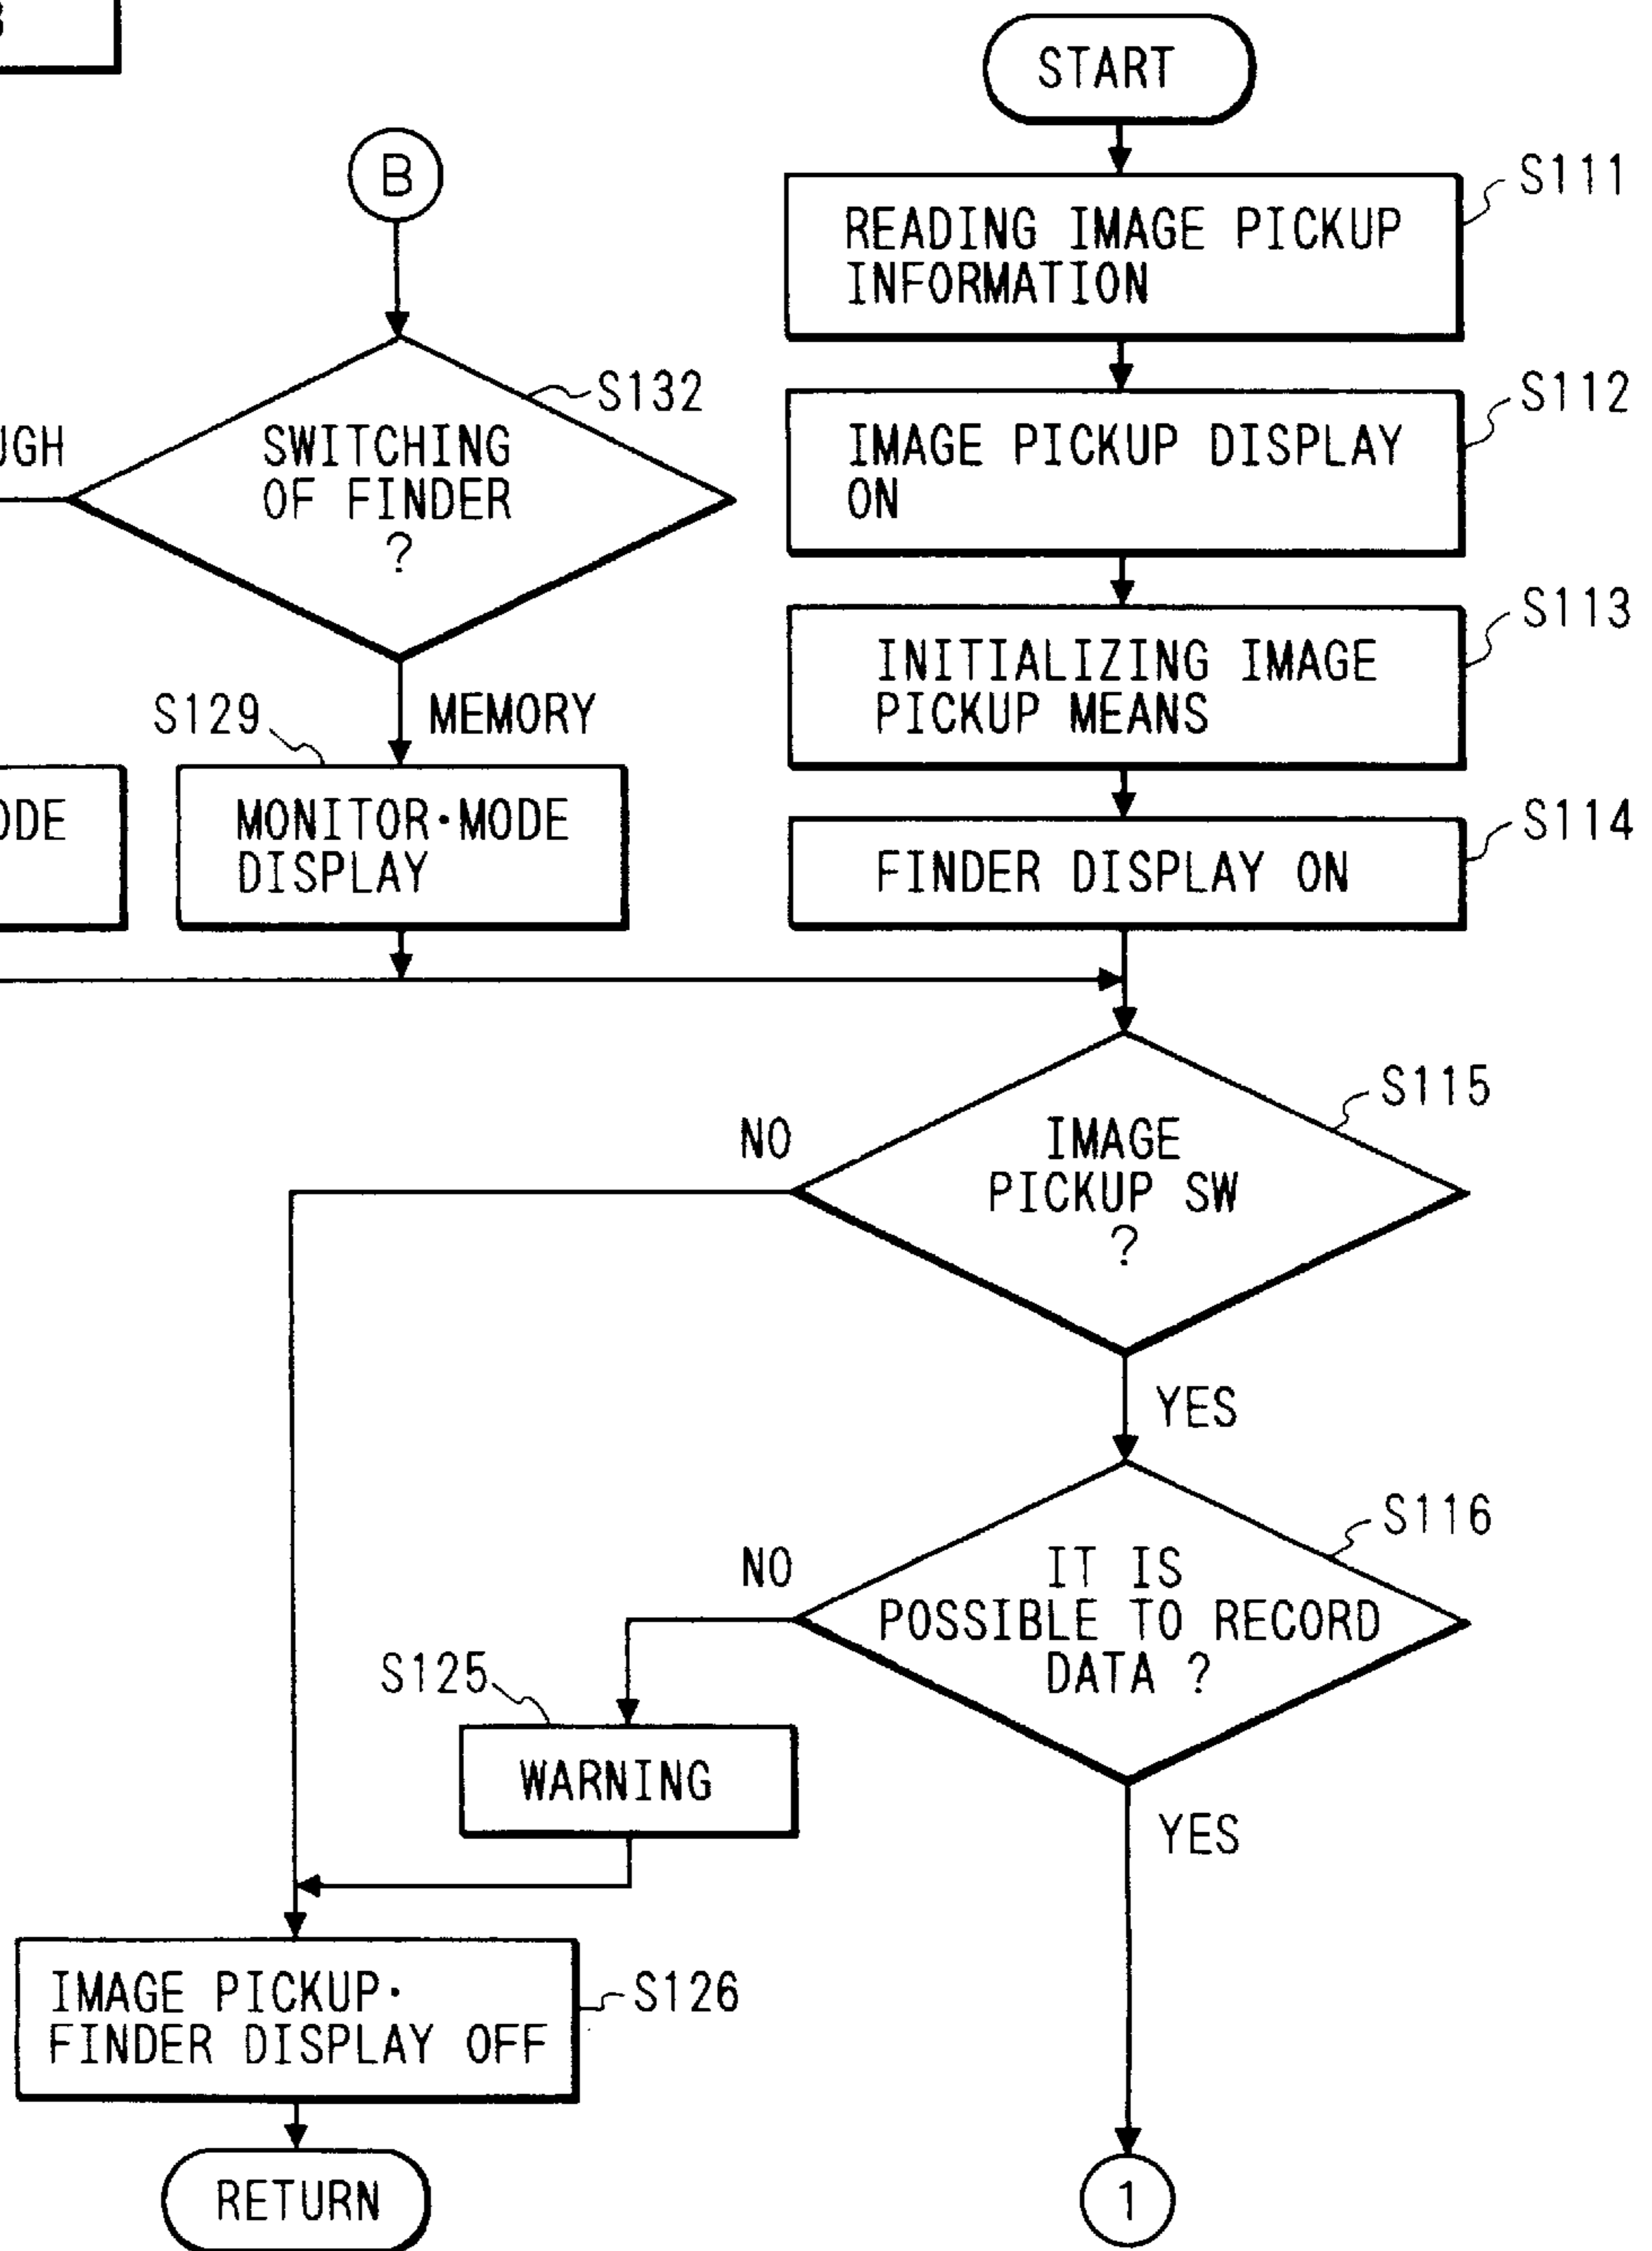 START
S111
READING IMAGE PICKUP
INFORMATION
S112
IMAGE PICKUP DISPLAY
ON
S113
INITIALIZING IMAGE
PICKUP MEANS
S114
FINDER DISPLAY ON
B
S132
SWITCHING
OF FINDER
?
UGH
MEMORY
S129
MONITOR·MODE
DISPLAY
ODE
S115
IMAGE
PICKUP SW
?
NO
YES
S116
IT IS
POSSIBLE TO RECORD
DATA ?
NO
YES
S125
WARNING
S126
IMAGE PICKUP·
FINDER DISPLAY OFF
RETURN
1